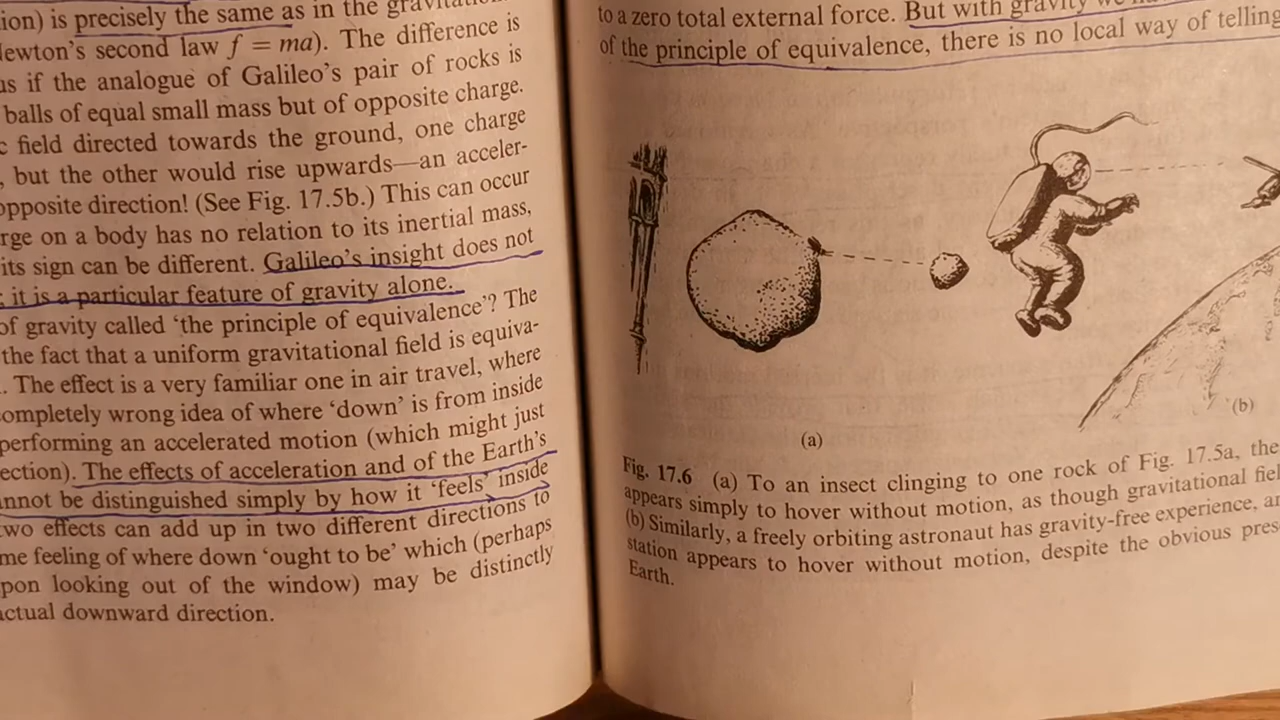 ion) is precisely the same as in the
Newton's second law f = ma). The difference is
us if the analogue of Galileo's pair of rocks is
balls of equal small mass but of opposite charge.
c field directed towards the ground, one charge
, but the other would rise upwards—an acceler-
opposite direction! (See Fig. 17.5b.) This can occur
rge on a body has no relation to its inertial mass,
its sign can be different. Galileo's insight does not
; it is a particular feature of gravity alone.
of gravity called 'the principle of equivalence'? The
the fact that a uniform gravitational field is equiva-
. The effect is a very familiar one in air travel, where
completely wrong idea of where 'down' is from inside
performing an accelerated motion (which might just
ection). The effects of acceleration and of the Earth's
nnot be distinguished simply by how it 'feels' inside
two effects can add up in two different directions to
me feeling of where down 'ought to be' which (perhaps
pon looking out of the window) may be distinctly
actual downward direction.
to a zero total external force. But with gravity we
of the principle of equivalence, there is no local way of telling
(a)
(b)
Fig. 17.6 (a) To an insect clinging to one rock of Fig. 17.5a, the
appears simply to hover without motion, as though gravitational fiel
(b) Similarly, a freely orbiting astronaut has gravity-free experience, a
station appears to hover without motion, despite the obvious pres
Earth.